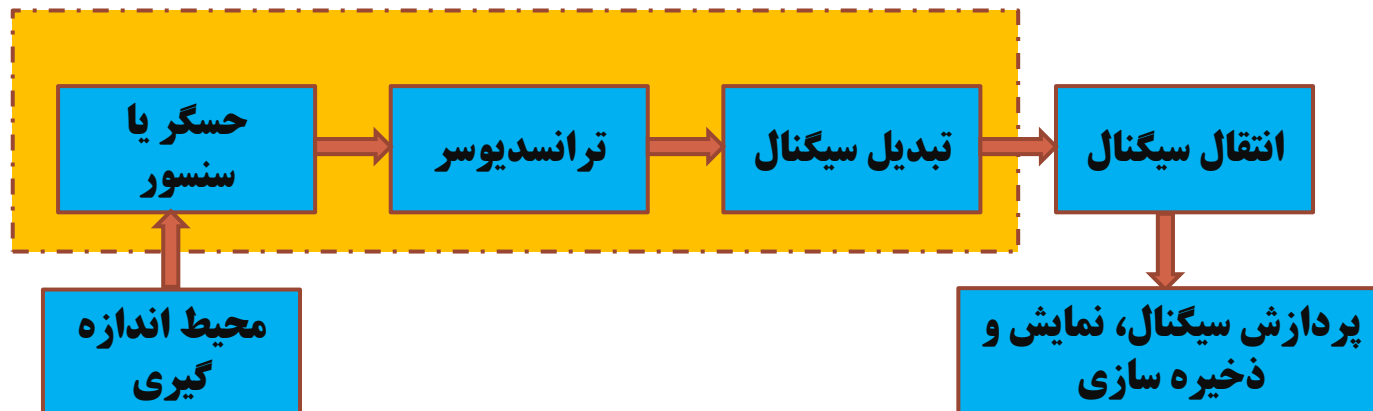 حسگر یا
سنسور
ترانسدیوسر
تبدیل سیگنال
انتقال سیگنال
محیط اندازه
گیری
پردازش سیگنال، نمایش و
ذخیره سازی